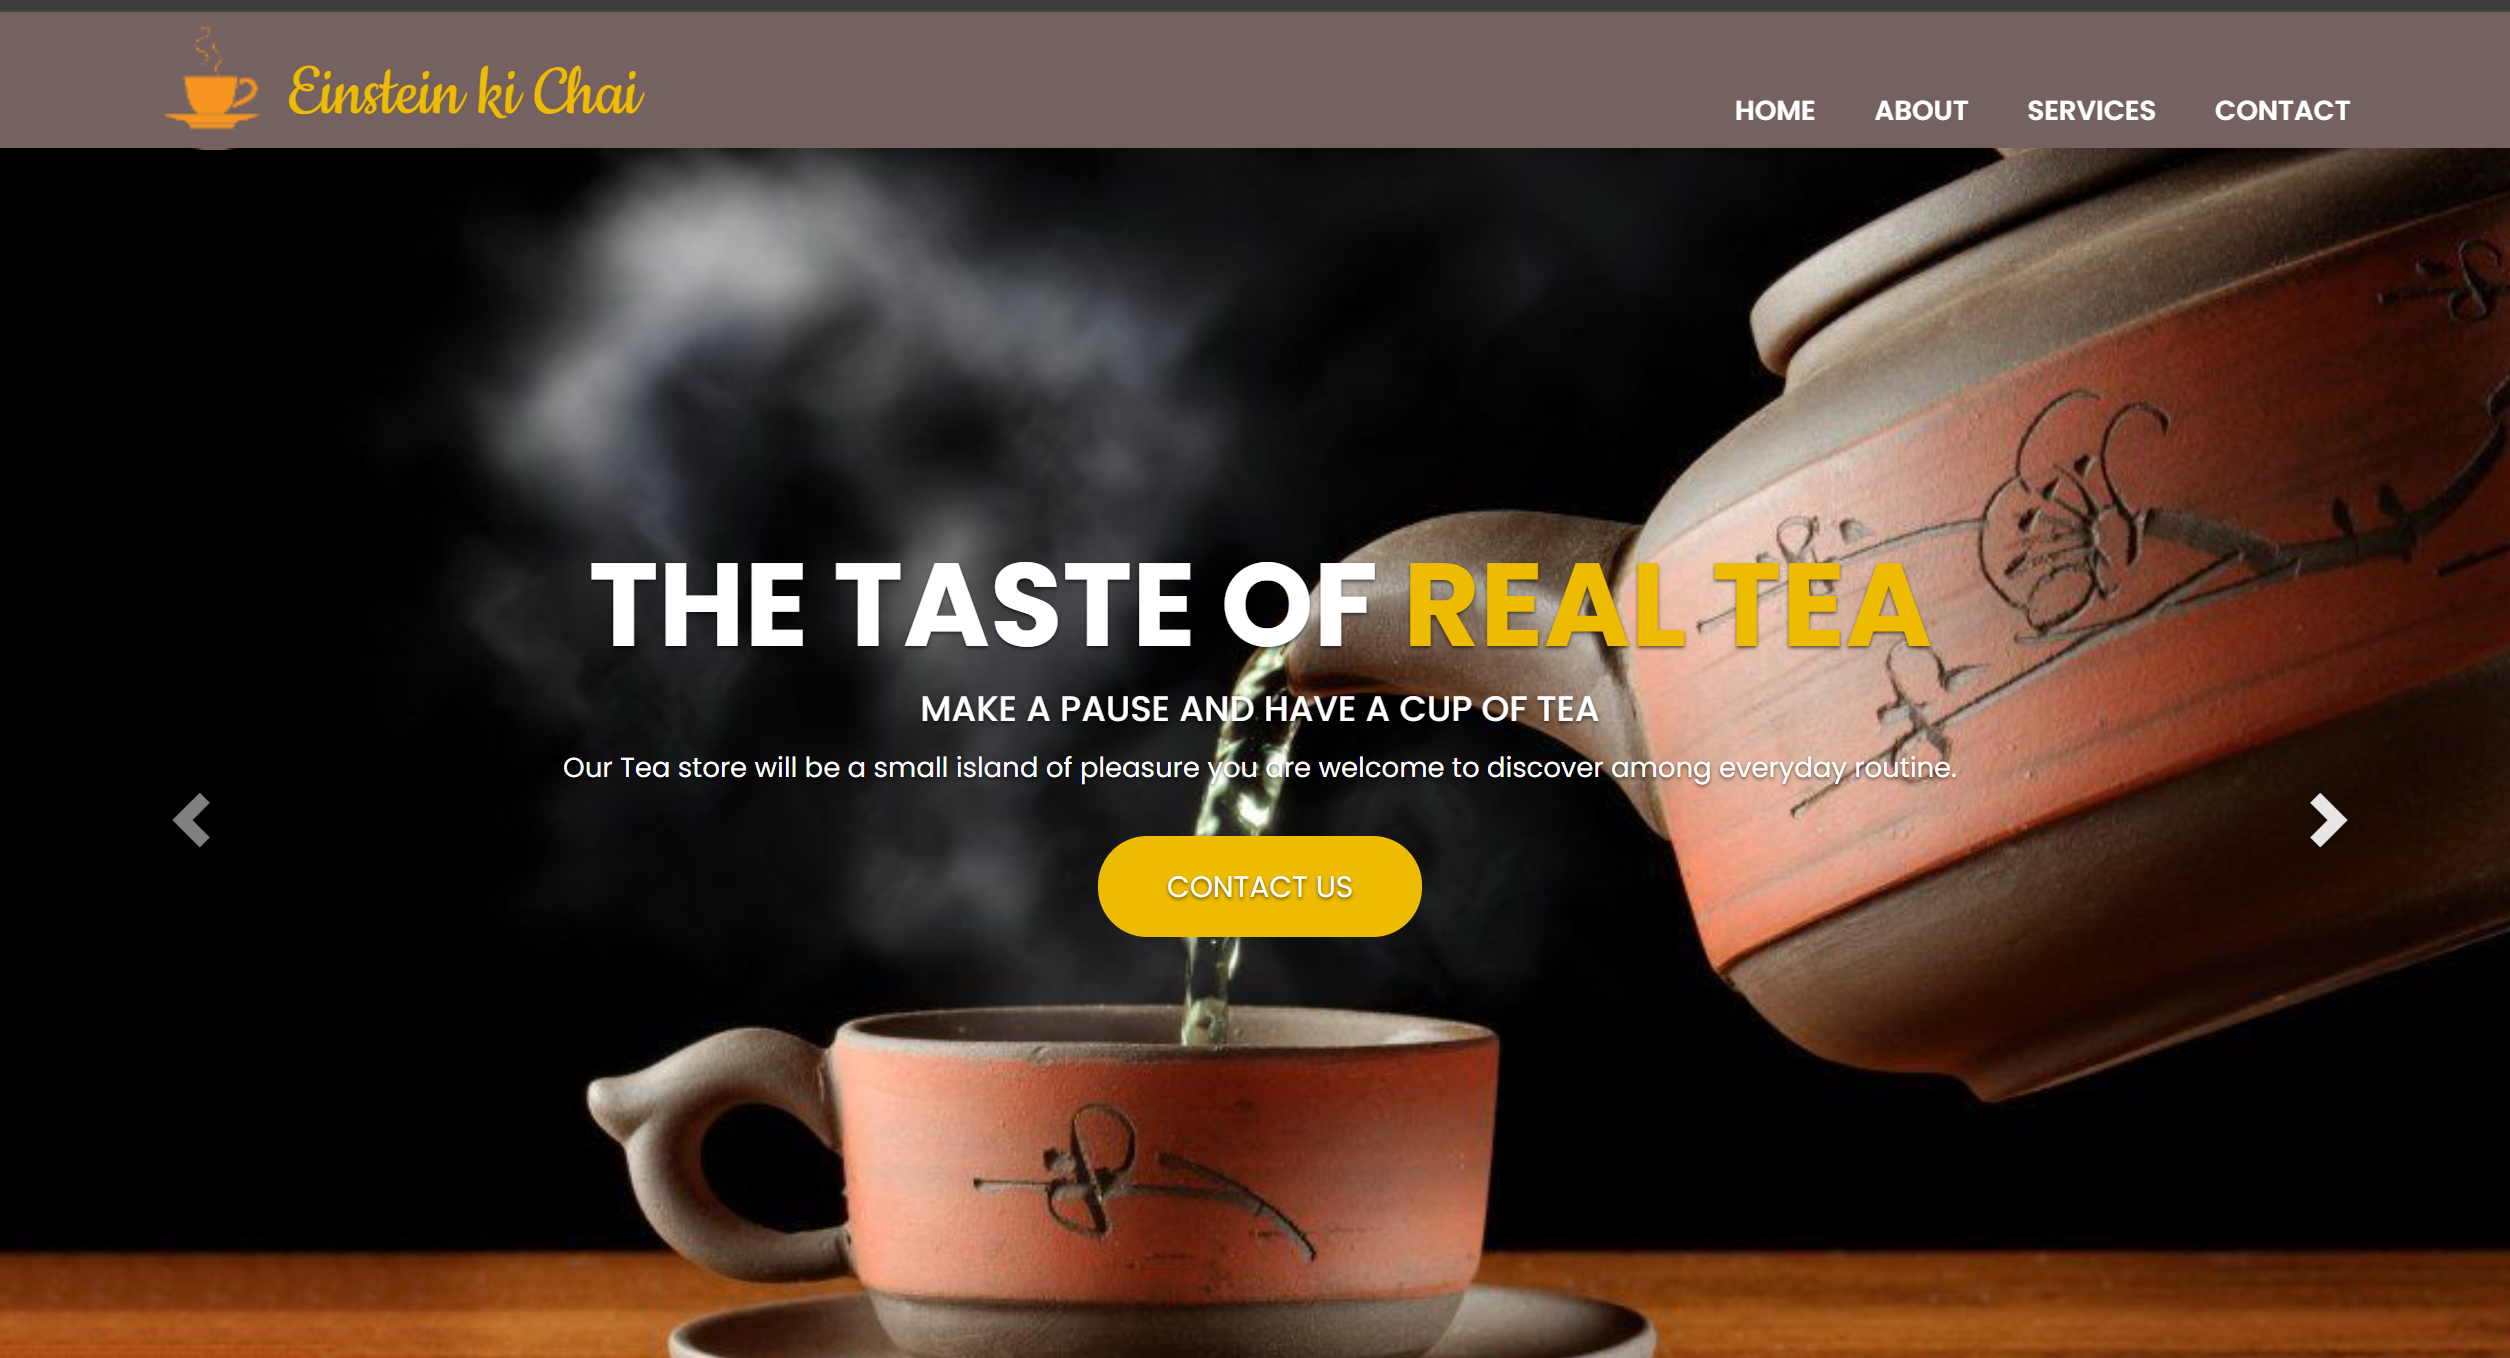 Einstein ki Chai
HOME ABOUT SERVICES CONTACT
THE TASTE OF REAL TEA
MAKE A PAUSE AND HAVE A CUP OF TEA
Our Tea store will be a small island of pleasure you are welcome to discover among everyday routine.
CONTACT US